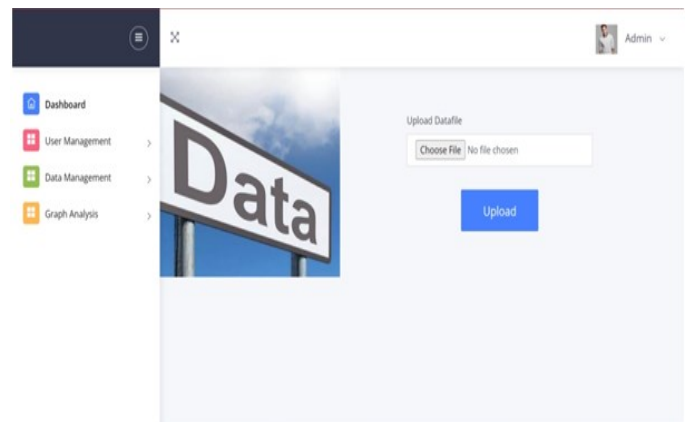 Admin
Dashboard
User Management
Data Management
Graph Analysis
Data
Upload Datafile
Choose File No file chosen
Upload